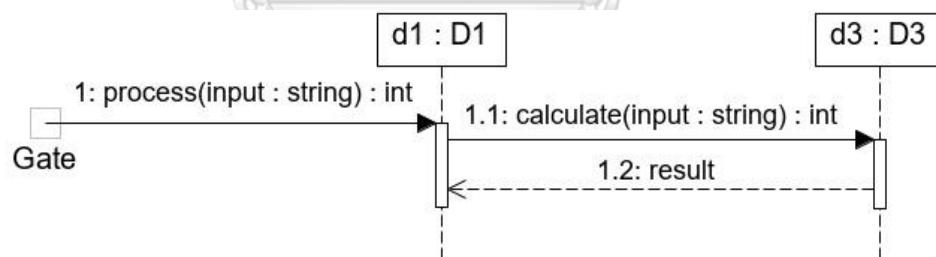 d1 : D1
d3 : D3
1: process(input : string) : int
1.1: calculate(input : string) : int
Gate
1.2: result